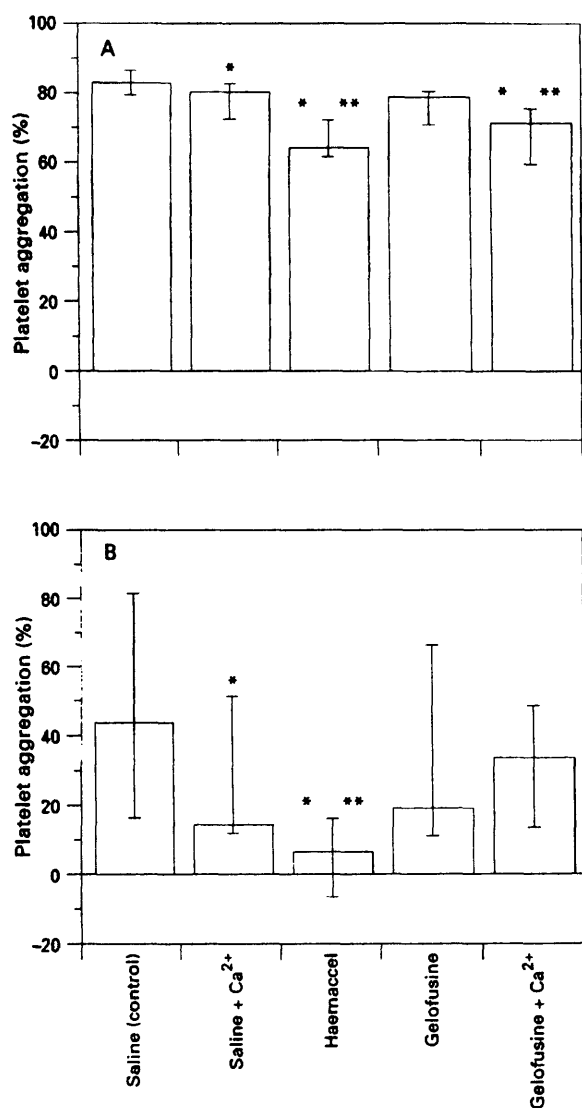 100
A
80
60
40
20
0
-20
Platelet aggregation (%)
* * ** * **
100
B
80
60
40
20
0
-20
Platelet aggregation (%)
* * **
Saline (control)
Saline + Ca2+
Haemaccel
Gelofusine
Gelofusine + Ca2+